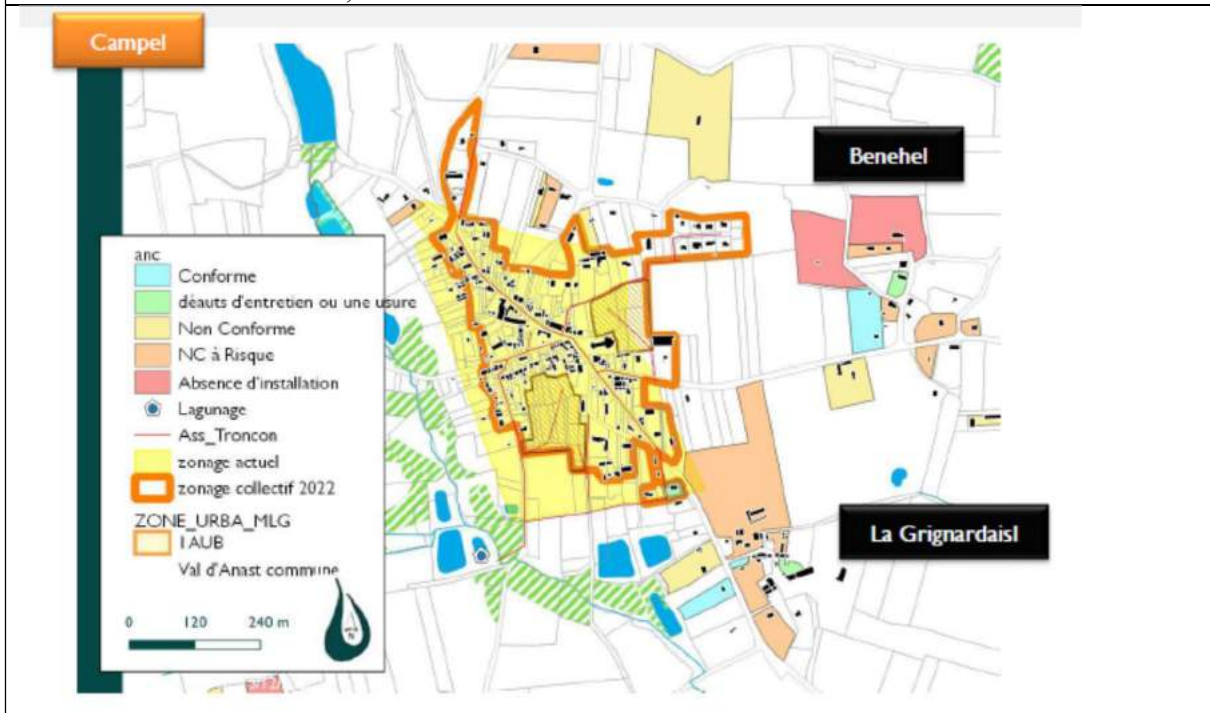 Campel
Benehel
anc
Conforme
déauts d'entretien ou une usure
Non Conforme
NC à Risque
Absence d'installation
Lagunage
Ass_Troncon
zonage actuel
zonage collectif 2022
ZONE_URBA_MLG
1AUB
Val d'Anast commune
La Grignardaisl
0 120 240 m